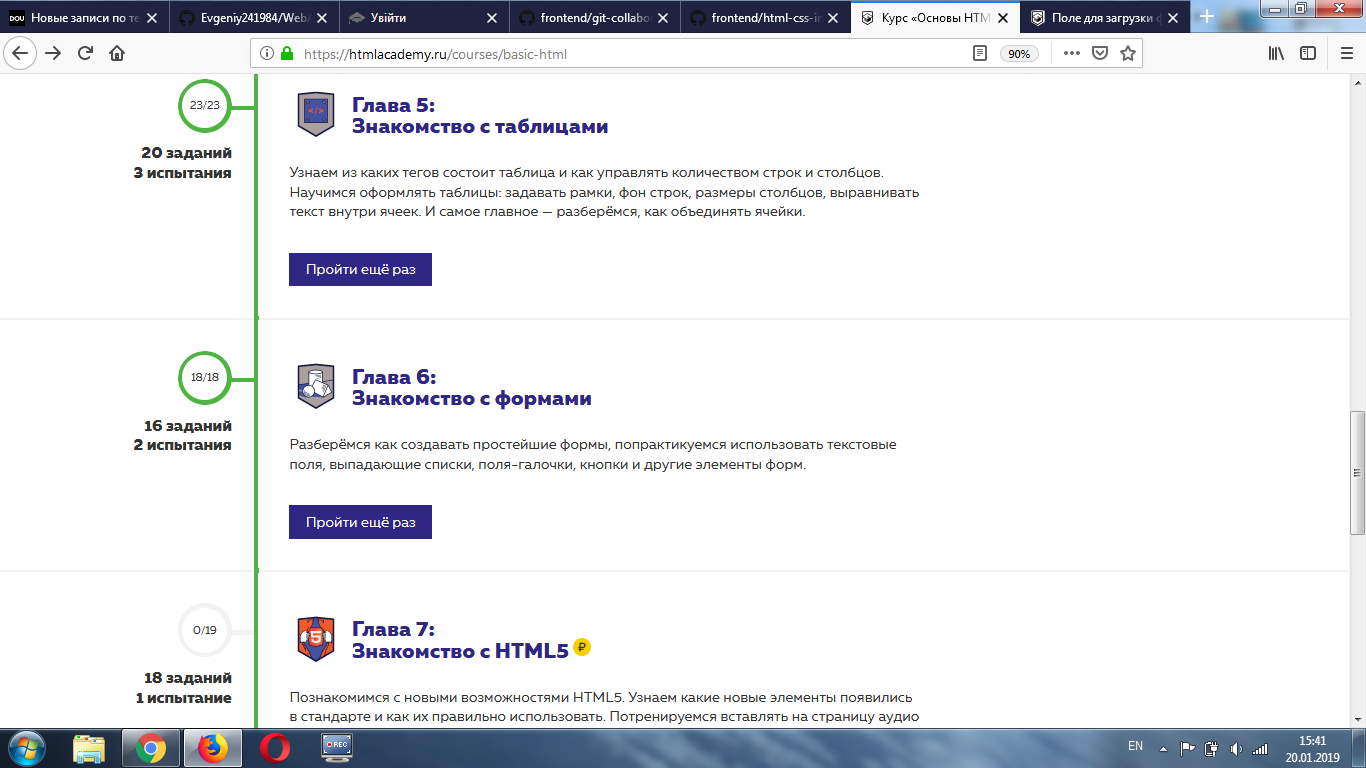 DOU Новые записи по те
Evgeniy241984/Web
Увійти
frontend/git-collabo
frontend/html-css-i
Курс «Основы HTM
Поле для загрузки ф
https://htmlacademy.ru/courses/basic-html
90%
23/23
20 заданий
3 испытания
Глава 5:
Знакомство с таблицами
Узнаем из каких тегов состоит таблица и как управлять количеством строк и столбцов.
Научимся оформлять таблицы: задавать рамки, фон строк, размеры столбцов, выравнивать
текст внутри ячеек. И самое главное — разберёмся, как объединять ячейки.
Пройти ещё раз
18/18
16 заданий
2 испытания
Глава 6:
Знакомство с формами
Разберёмся как создавать простейшие формы, попрактикуемся использовать текстовые
поля, выпадающие списки, поля-галочки, кнопки и другие элементы форм.
Пройти ещё раз
0/19
18 заданий
1 испытание
Глава 7:
Знакомство с HTML5 ₽
Познакомимся с новыми возможностями HTML5. Узнаем какие новые элементы появились
в стандарте и как их правильно использовать. Потренируемся вставлять на страницу аудио
REC
EN
15:41
20.01.2019